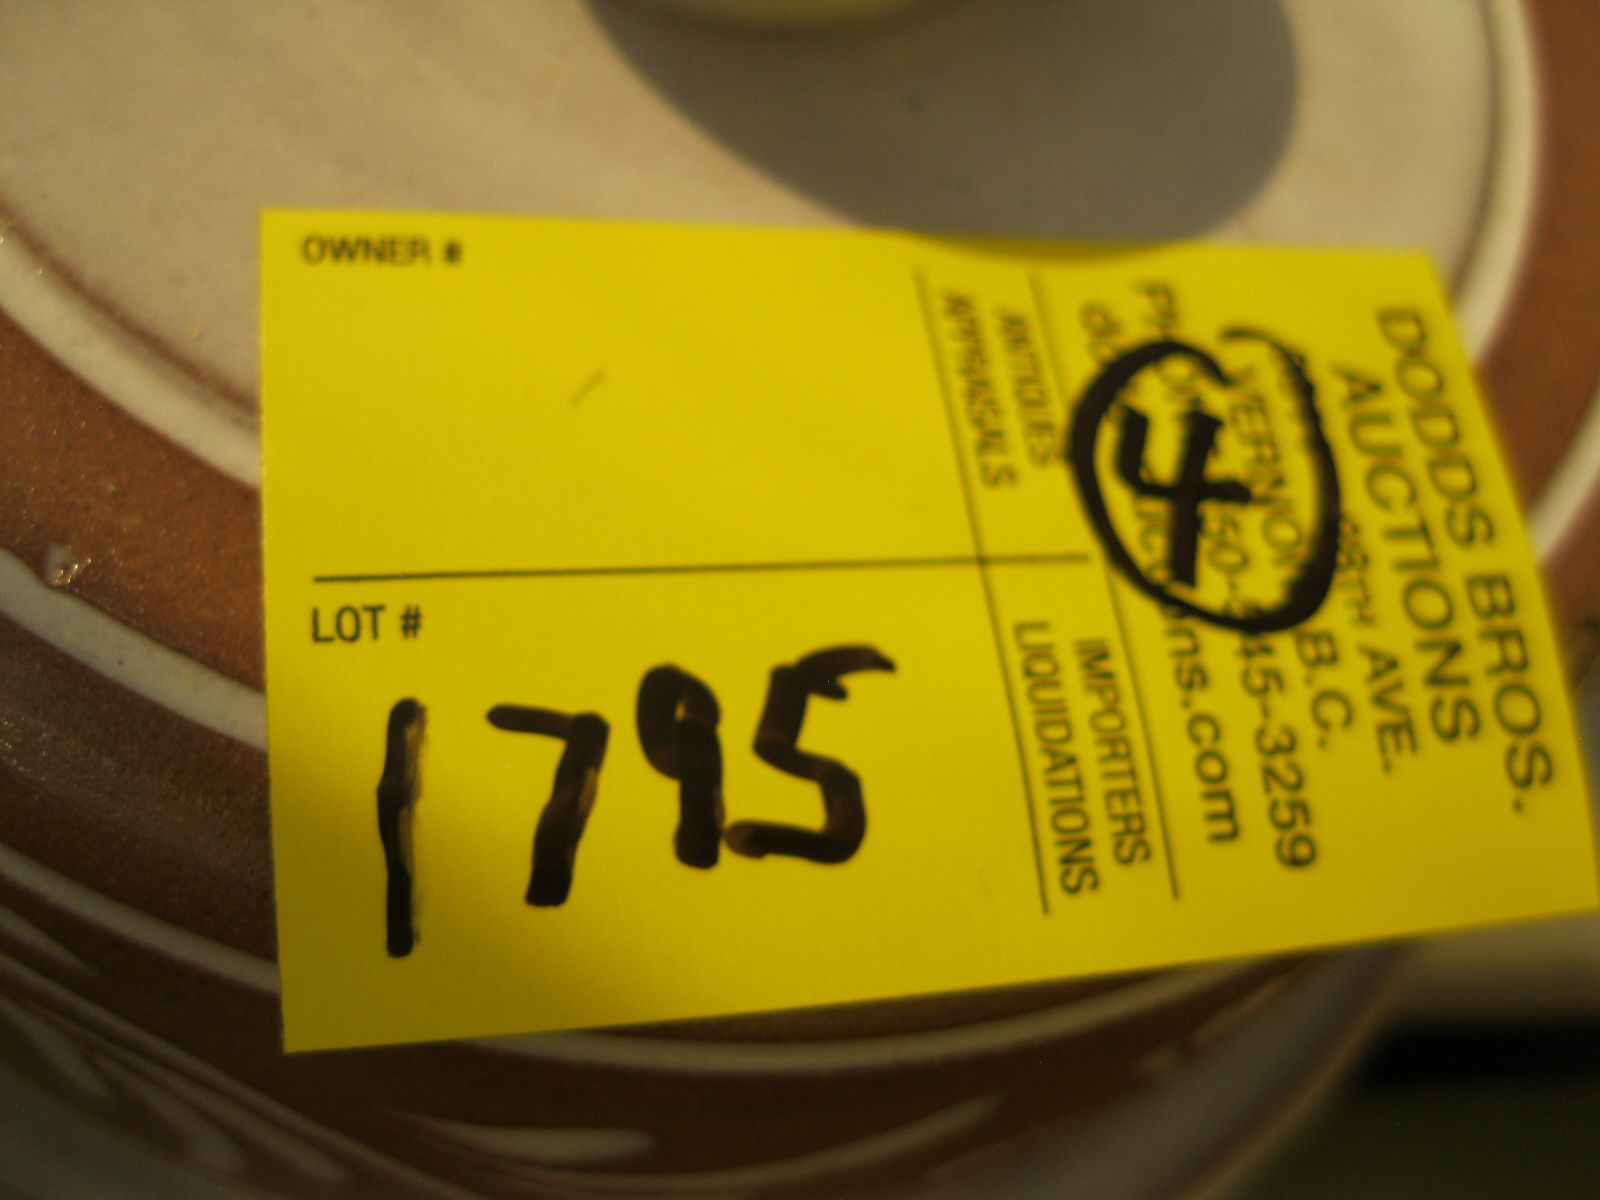 OWNER #
LOT #
1795
ANTIQUES
APPRAISALS
IMPORTERS
LIQUIDATIONS
DODDS BROS.
AUCTIONS
AVE.
VERNON B.C.
45-3259
4